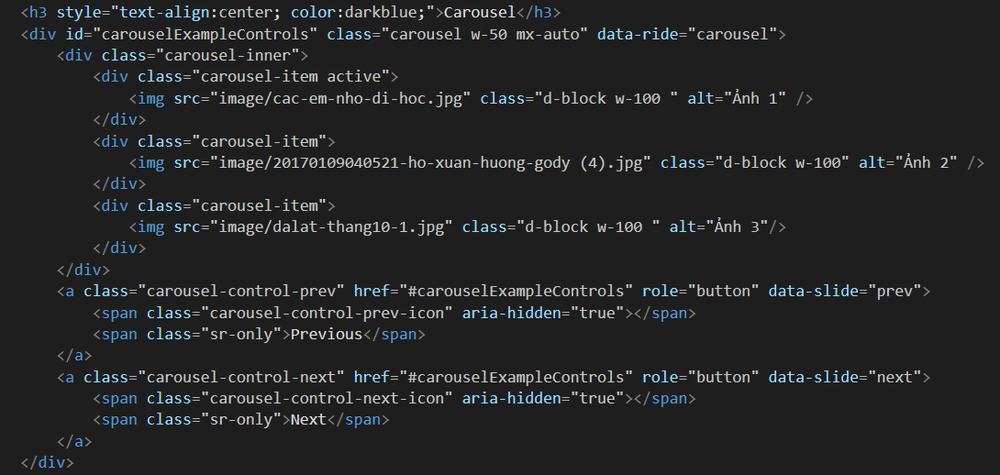 <h3 style="text-align:center; color:darkblue;">Carousel</h3>
<div id="carouselExampleControls" class="carousel w-50 mx-auto" data-ride="carousel">
    <div class="carousel-inner">
        <div class="carousel-item active">
            <img src="image/cac-em-nho-di-hoc.jpg" class="d-block w-100 " alt="Ảnh 1" />
        </div>
        <div class="carousel-item">
            <img src="image/20170109040521-ho-xuan-huong-gody (4).jpg" class="d-block w-100" alt="Ảnh 2" />
        </div>
        <div class="carousel-item">
            <img src="image/dalat-thang10-1.jpg" class="d-block w-100 " alt="Ảnh 3"/>
        </div>
    </div>
    <a class="carousel-control-prev" href="#carouselExampleControls" role="button" data-slide="prev">
        <span class="carousel-control-prev-icon" aria-hidden="true"></span>
        <span class="sr-only">Previous</span>
    </a>
    <a class="carousel-control-next" href="#carouselExampleControls" role="button" data-slide="next">
        <span class="carousel-control-next-icon" aria-hidden="true"></span>
        <span class="sr-only">Next</span>
    </a>
</div>